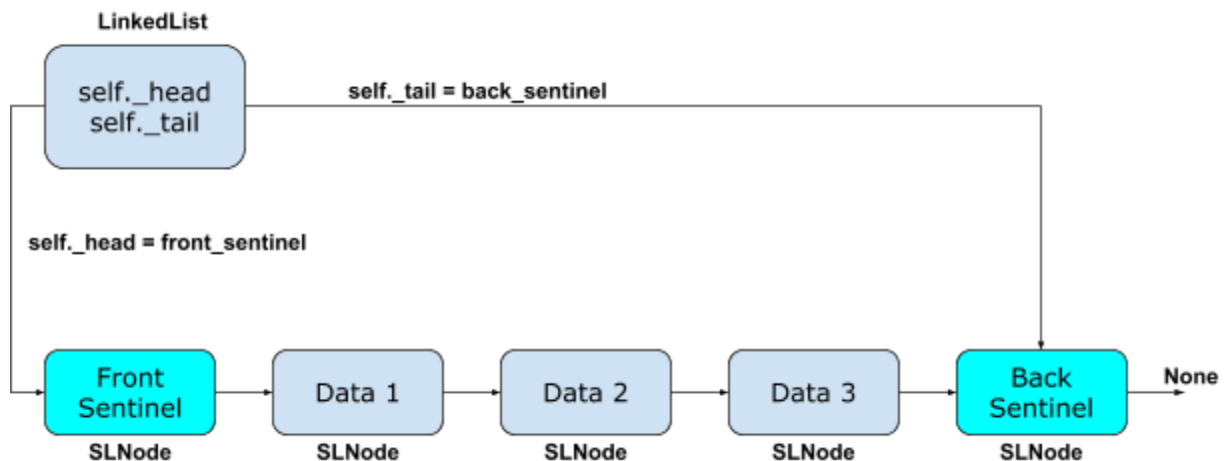 LinkedList
self._head
self._tail
self._tail = back_sentinel
self._head = front_sentinel
Front
Sentinel
Data 1
Data 2
Data 3
Back
Sentinel
None
SLNode
SLNode
SLNode
SLNode
SLNode